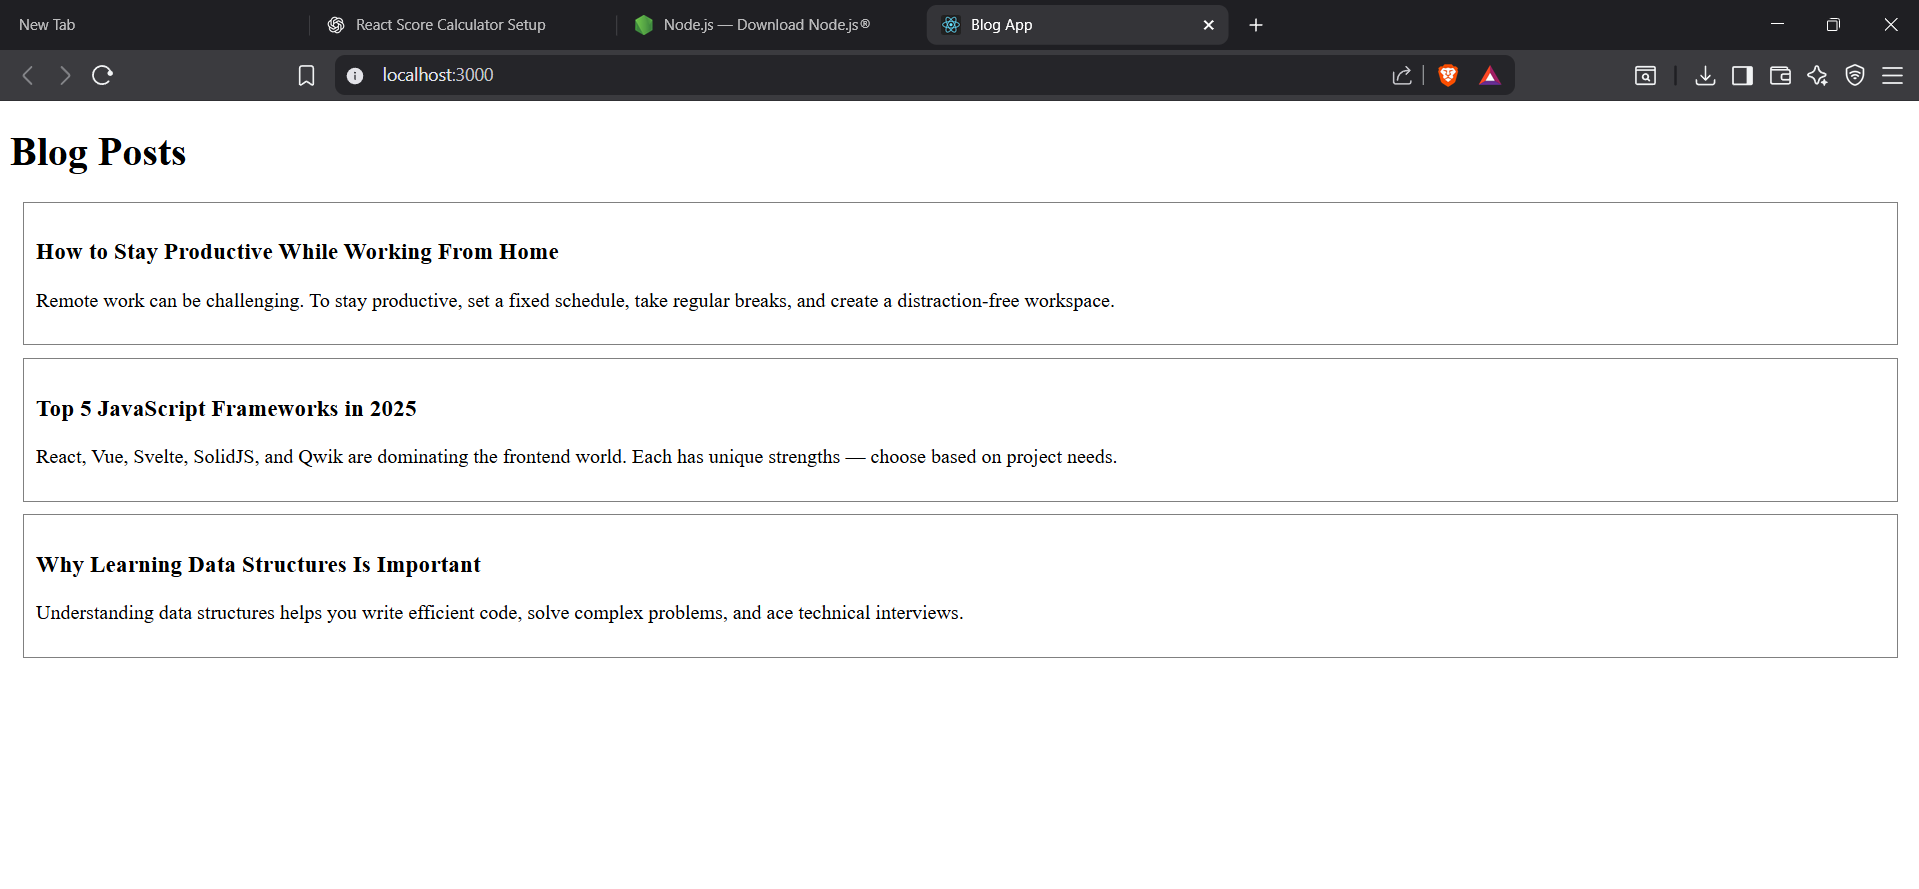 New Tab
React Score Calculator Setup
Node.js — Download Node.js®
Blog App
localhost:3000
Blog Posts
How to Stay Productive While Working From Home
Remote work can be challenging. To stay productive, set a fixed schedule, take regular breaks, and create a distraction-free workspace.
Top 5 JavaScript Frameworks in 2025
React, Vue, Svelte, SolidJS, and Qwik are dominating the frontend world. Each has unique strengths — choose based on project needs.
Why Learning Data Structures Is Important
Understanding data structures helps you write efficient code, solve complex problems, and ace technical interviews.